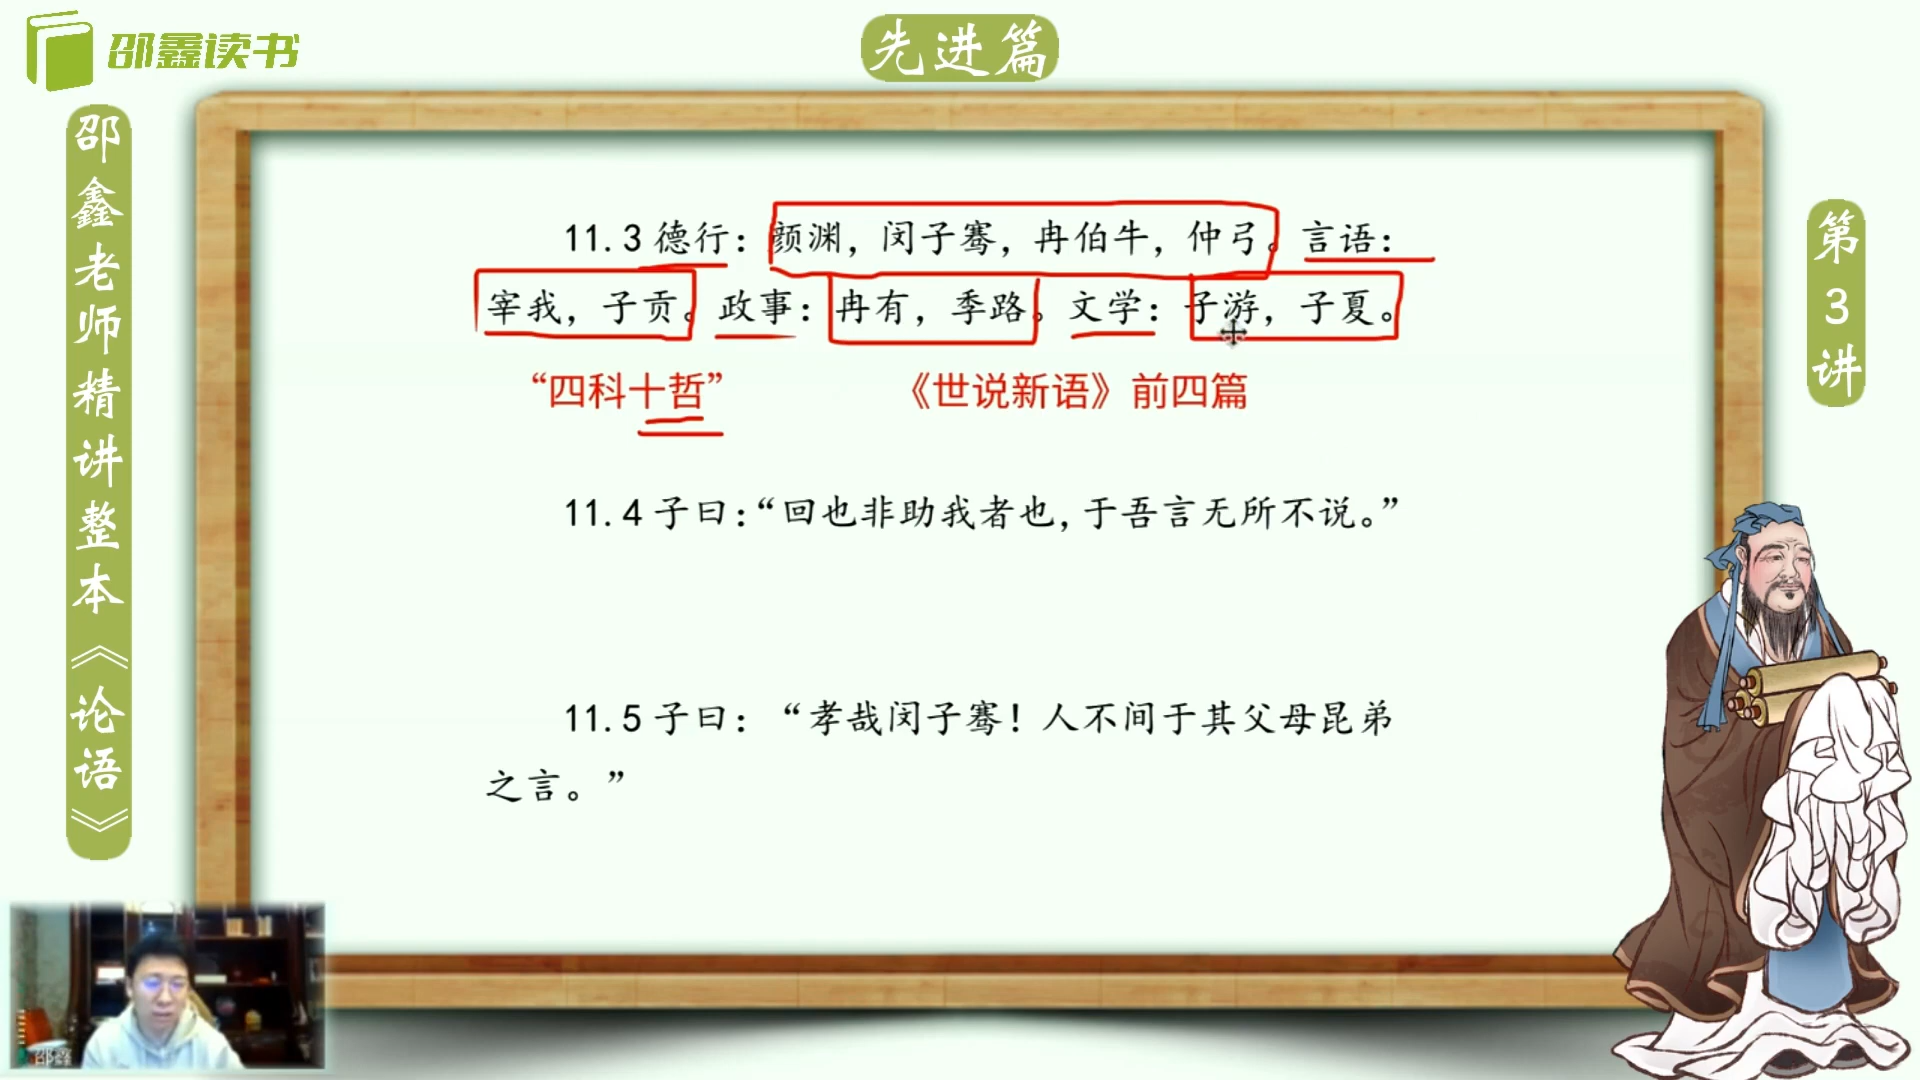 邵鑫读书
先进篇
邵鑫老师精讲整本《论语》
第3讲
11.3 德行：颜渊，闵子骞，冉伯牛，仲弓。言语：
宰我，子贡。政事：冉有，季路。文学：子游，子夏。
“四科十哲” 《世说新语》前四篇
11.4 子曰：“回也非助我者也，于吾言无所不说。”
11.5 子曰：“孝哉闵子骞！人不间于其父母昆弟
之言。”
邵鑫